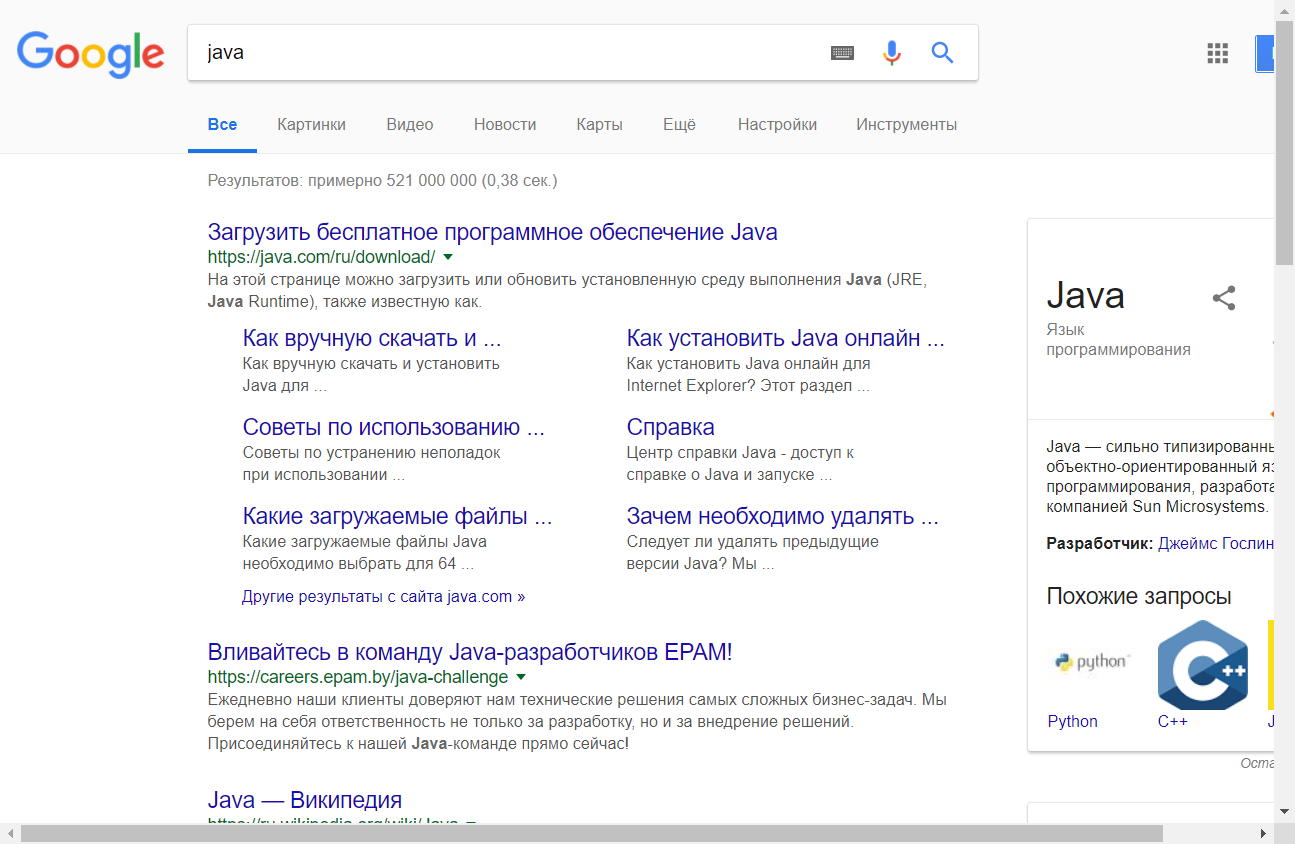 Google
java
Все Картинки Видео Новости Карты Ещё Настройки Инструменты
Результатов: примерно 521 000 000 (0,38 сек.)
Загрузить бесплатное программное обеспечение Java
https://java.com/ru/download/
На этой странице можно загрузить или обновить установленную среду выполнения Java (JRE,
Java Runtime), также известную как.
Как вручную скачать и ...
Как вручную скачать и установить
Java для ...
Как установить Java онлайн ...
Как установить Java онлайн для
Internet Explorer? Этот раздел ...
Советы по использованию ...
Советы по устранению неполадок
при использовании ...
Справка
Центр справки Java - доступ к
справке о Java и запуске ...
Какие загружаемые файлы ...
Какие загружаемые файлы Java
необходимо выбрать для 64 ...
Зачем необходимо удалять ...
Следует ли удалять предыдущие
версии Java? Мы ...
Другие результаты с сайта java.com »
Вливайтесь в команду Java-разработчиков EPAM!
https://careers.epam.by/java-challenge
Ежедневно наши клиенты доверяют нам технические решения самых сложных бизнес-задач. Мы
берем на себя ответственность не только за разработку, но и за внедрение решений.
Присоединяйтесь к нашей Java-команде прямо сейчас!
Java — Википедия
https://ru.wikipedia.org/wiki/Java
Java
Язык
программирования
Java — сильно типизированны
объектно-ориентированный яз
программирования, разработа
компанией Sun Microsystems.
Разработчик: Джеймс Гослин
Похожие запросы
python
C++
Python C++ J
Оста